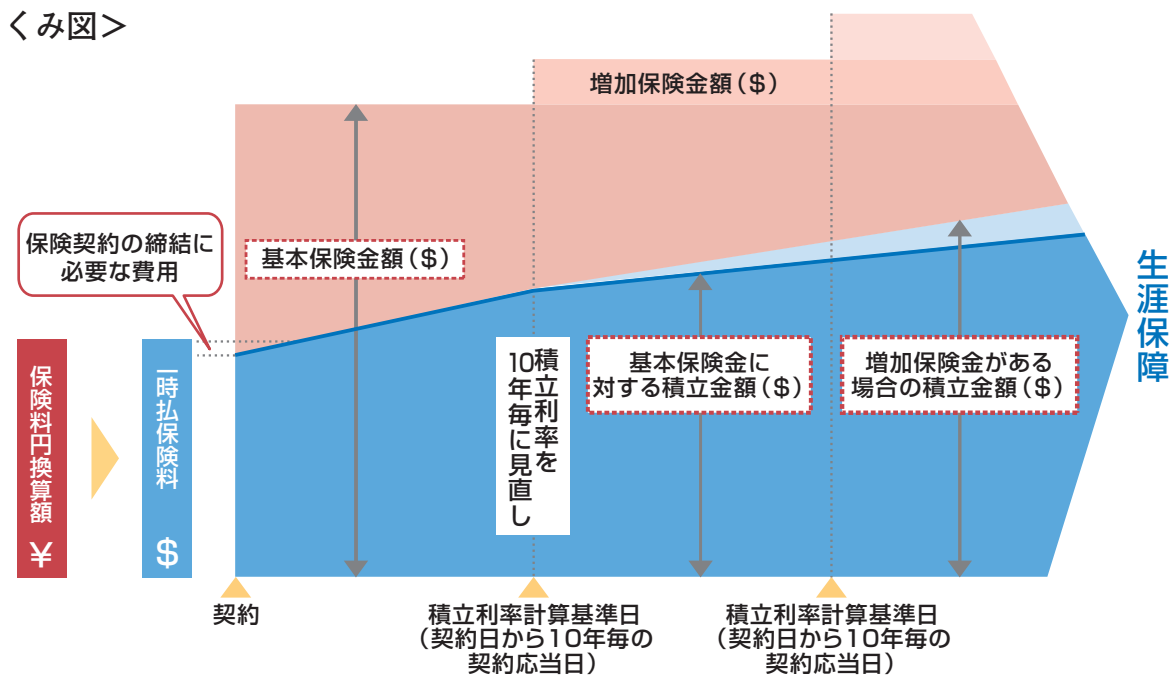 くみ図＞
増加保険金額（$）
保険契約の締結に
必要な費用
基本保険金額（$）
保険料円換算額 ¥
一時払保険料 $
積立利率を
10年毎に見直し
基本保険金に
対する積立金額（$）
増加保険金がある
場合の積立金額（$）
生涯保障
契約
積立利率計算基準日
（契約日から10年毎の
契約応当日）
積立利率計算基準日
（契約日から10年毎の
契約応当日）